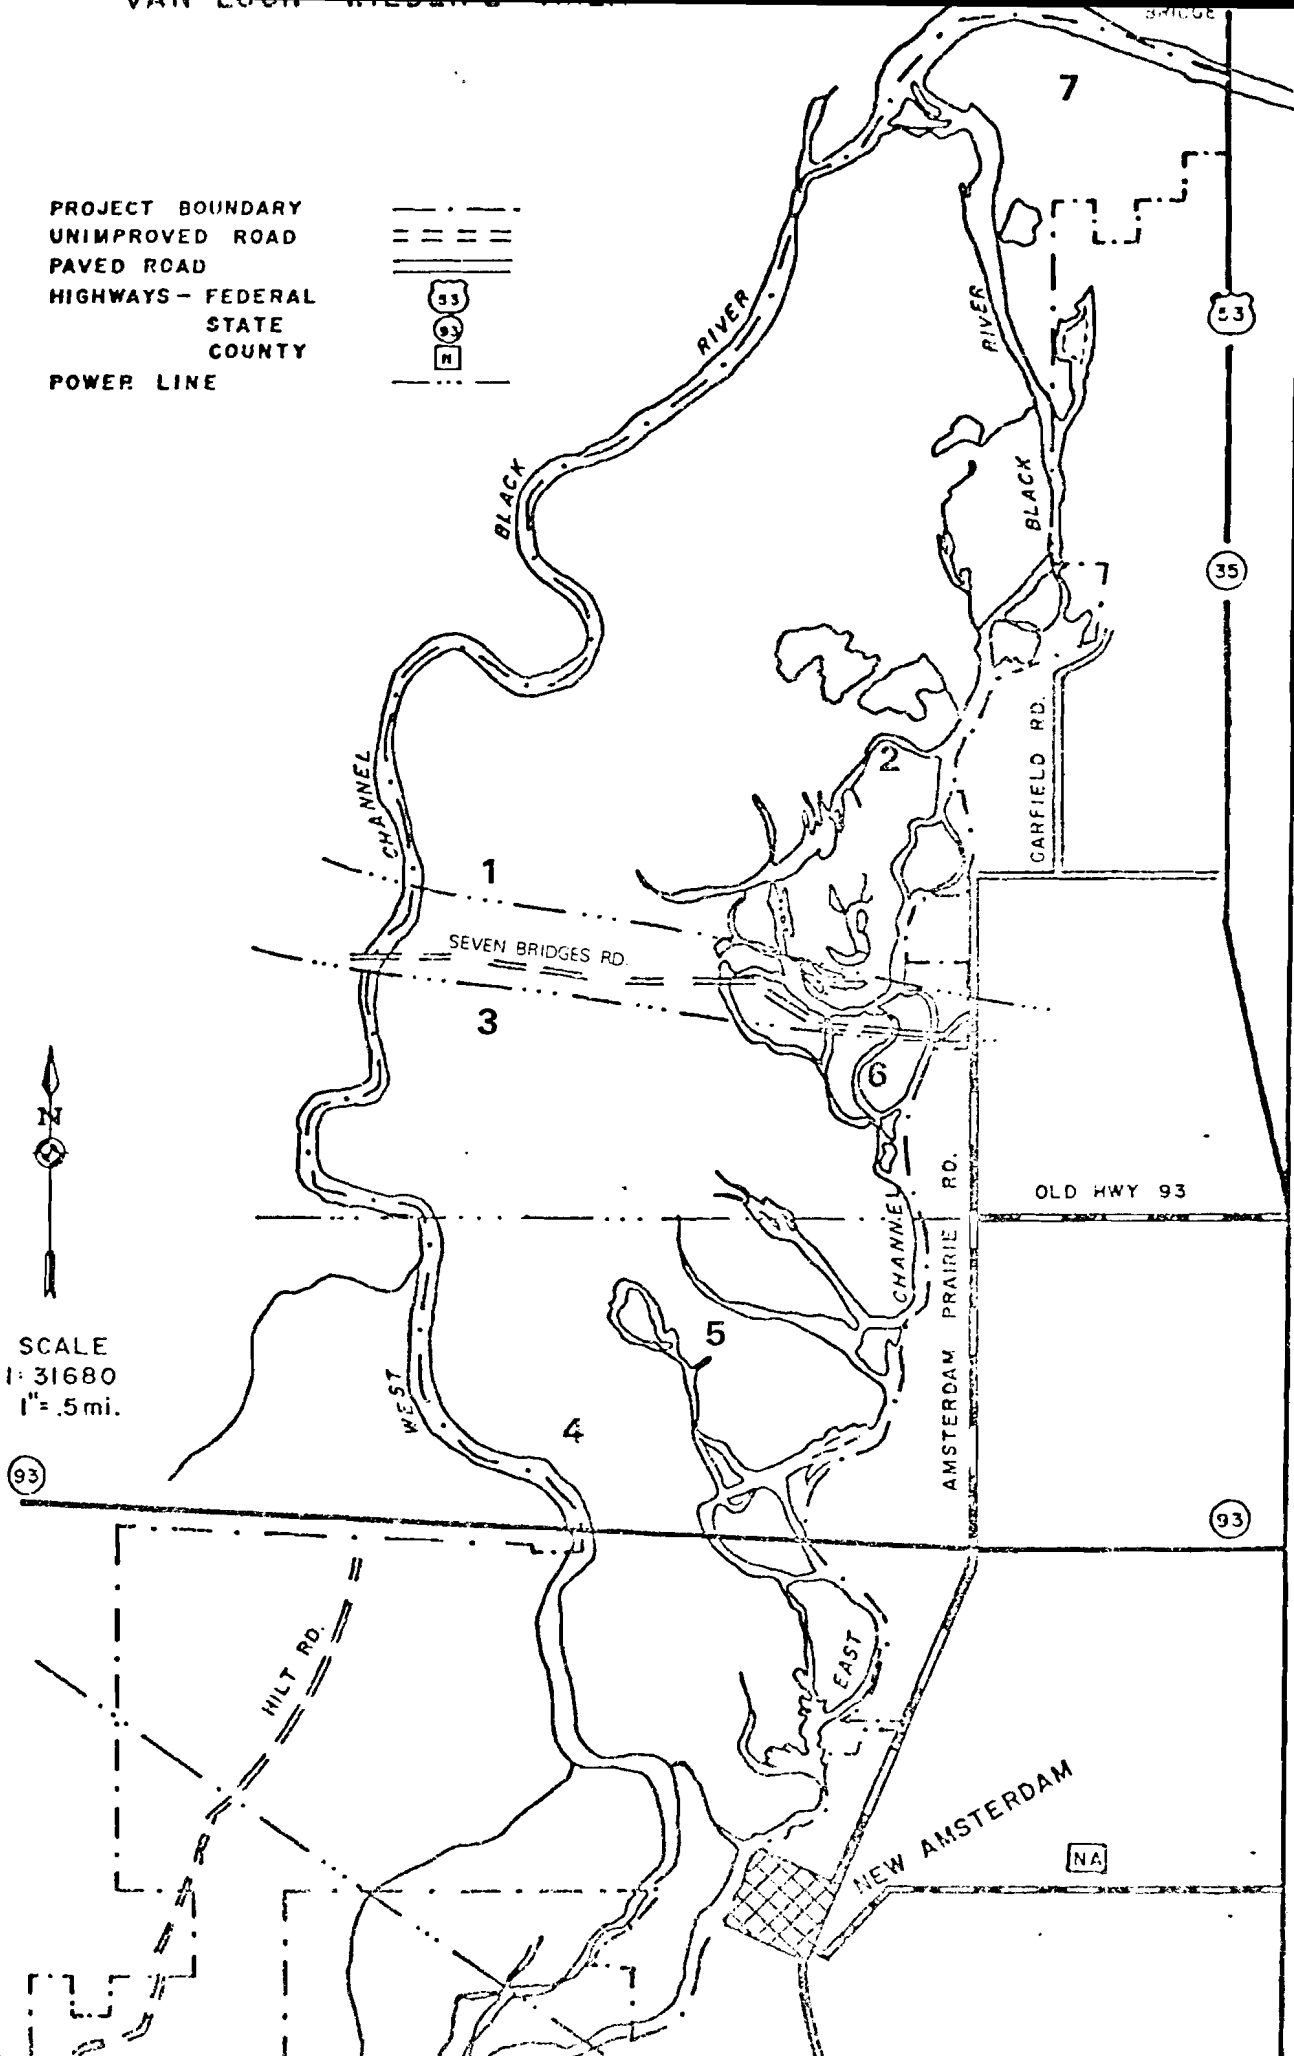 BRIDGE
7
PROJECT BOUNDARY
UNIMPROVED ROAD
PAVED ROAD
HIGHWAYS - FEDERAL
53
STATE
93
COUNTY
N
POWER LINE
RIVER
RIVER
53
BLACK
BLACK
35
GARFIELD RD.
2
CHANNEL
1
SEVEN BRIDGES RD.
3
6
N
OLD HWY 93
CHANNEL
AMSTERDAM PRAIRIE RD.
SCALE
1:31680
1"= .5mi.
5
WEST
4
93
93
HILT RD.
EAST
NEW AMSTERDAM
NA